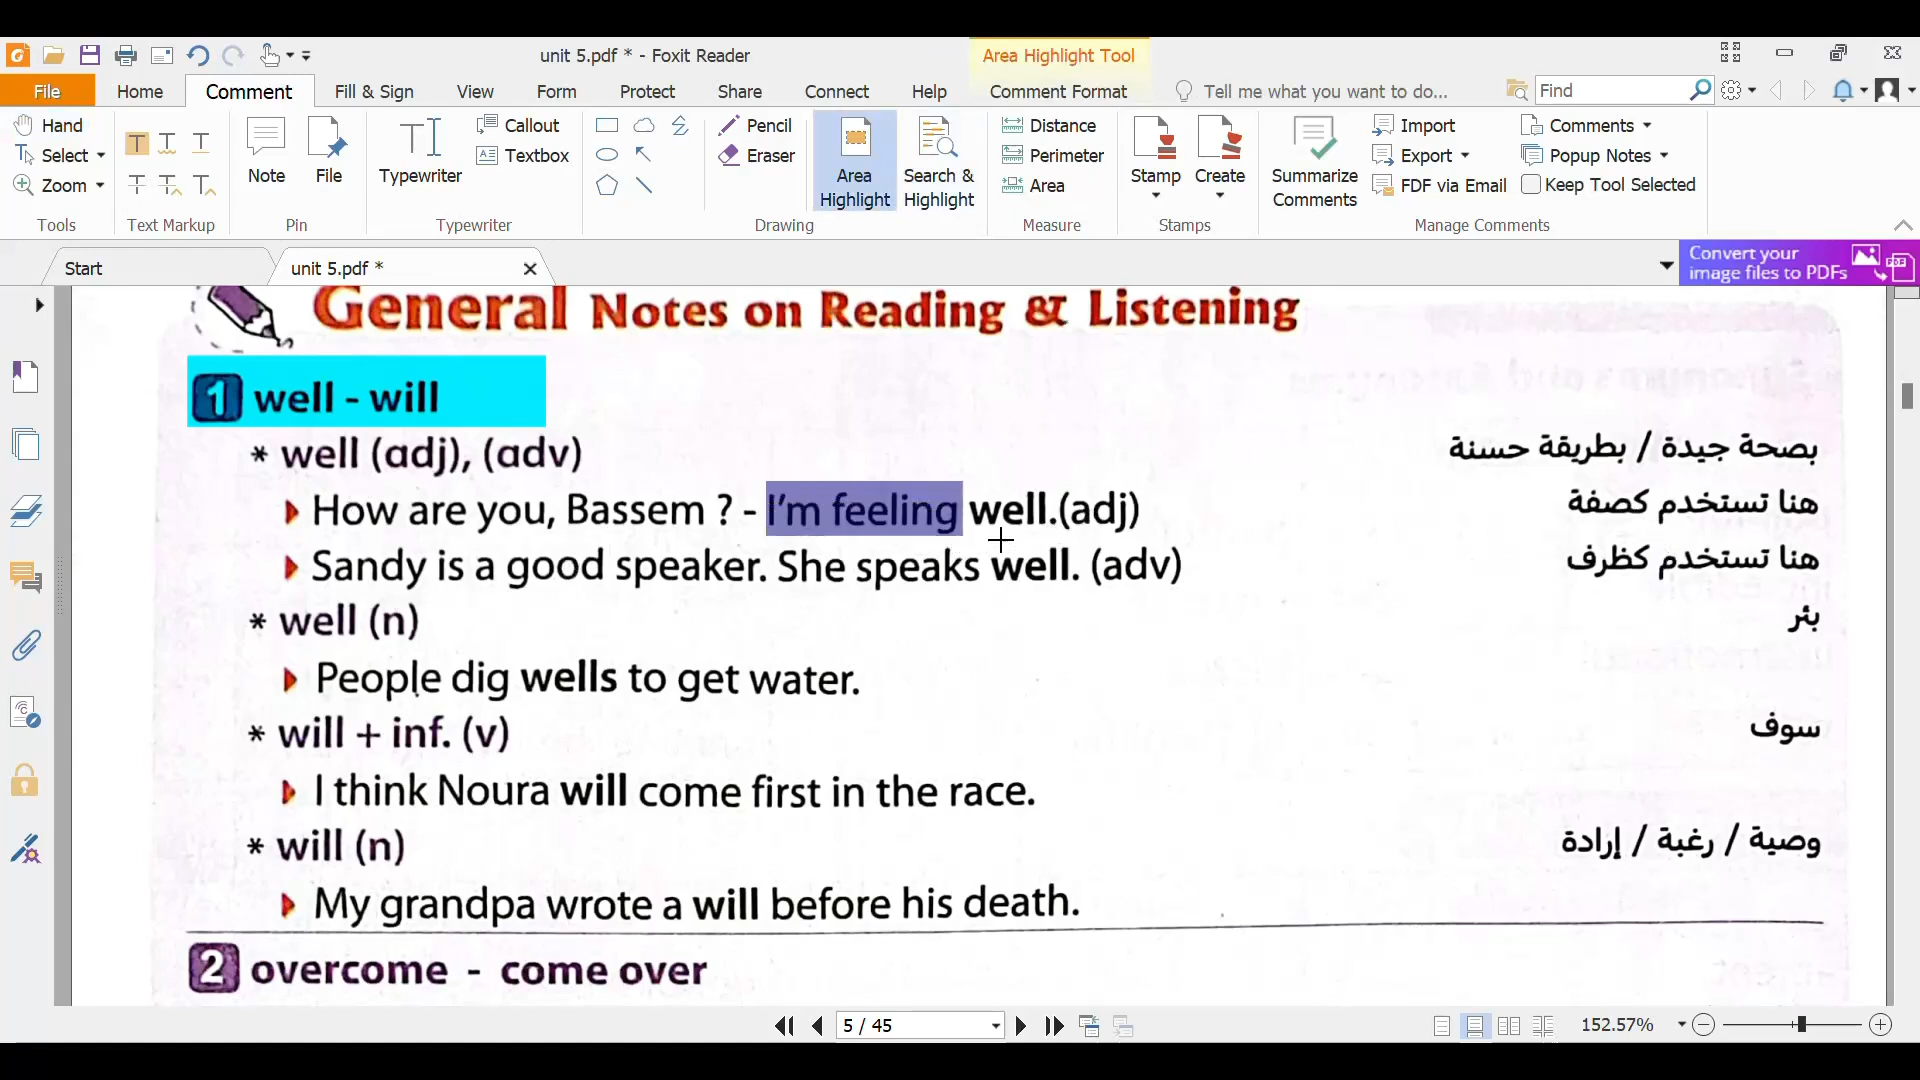 unit 5.pdf * - Foxit Reader
Area Highlight Tool
File Home Comment Fill & Sign View Form Protect Share Connect Help Comment Format Tell me what you want to do... Find
Hand
Select
Zoom
Tools
Text Markup
Note
File
Pin
Typewriter
Callout
Textbox
Typewriter
Pencil
Eraser
Area Highlight
Search & Highlight
Drawing
Distance
Perimeter
Area
Measure
Stamp
Create
Stamps
Summarize Comments
Import
Export
FDF via Email
Comments
Popup Notes
Keep Tool Selected
Manage Comments
Start
unit 5.pdf *
Convert your
image files to PDFs
General Notes on Reading & Listening
1 well - will
* well (adj), (adv) بصحة جيدة / بطريقة حسنة
How are you, Bassem ? - I'm feeling well.(adj) هنا تستخدم كصفة
Sandy is a good speaker. She speaks well. (adv) هنا تستخدم كظرف
* well (n) بئر
People dig wells to get water.
* will + inf. (v) سوف
I think Noura will come first in the race.
* will (n) وصية / رغبة / إرادة
My grandpa wrote a will before his death.
2 overcome - come over
5 / 45
152.57%